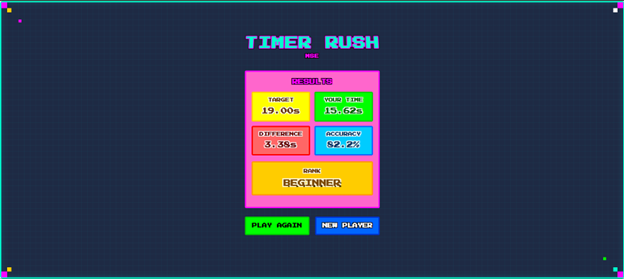 TIMER RUSH
RESULTS
TARGET
19.00s
YOUR TIME
15.62s
DIFFERENCE
3.38s
ACCURACY
82.2%
RANK
BEGINNER
PLAY AGAIN
NEW PLAYER